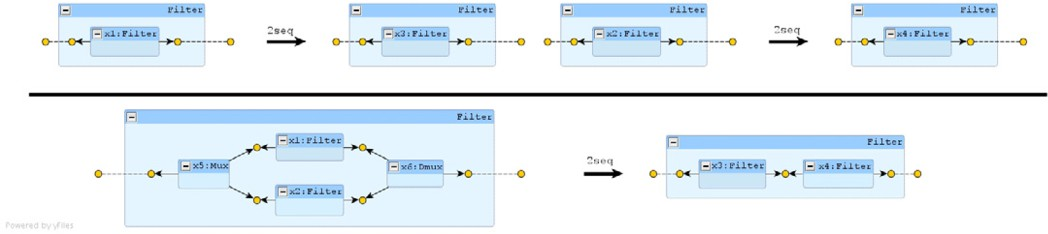 Filter
x1:Filter
2seq
Filter
x3:Filter
Filter
x2:Filter
2seq
Filter
x4:Filter
Filter
x5:Mux
x1:Filter
x2:Filter
x6:Dmux
2seq
Filter
x3:Filter
x4:Filter
Powered by yFiles